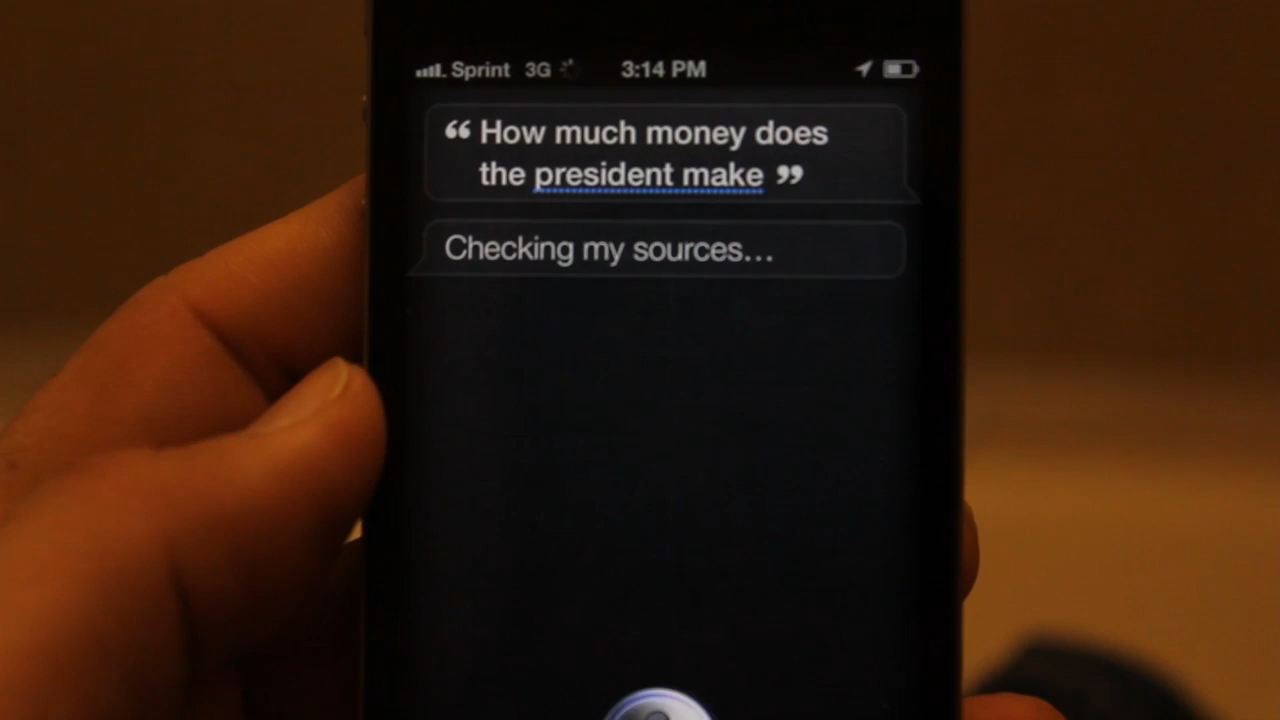 Sprint 3G 3:14 PM
“ How much money does
the president make ”
Checking my sources...